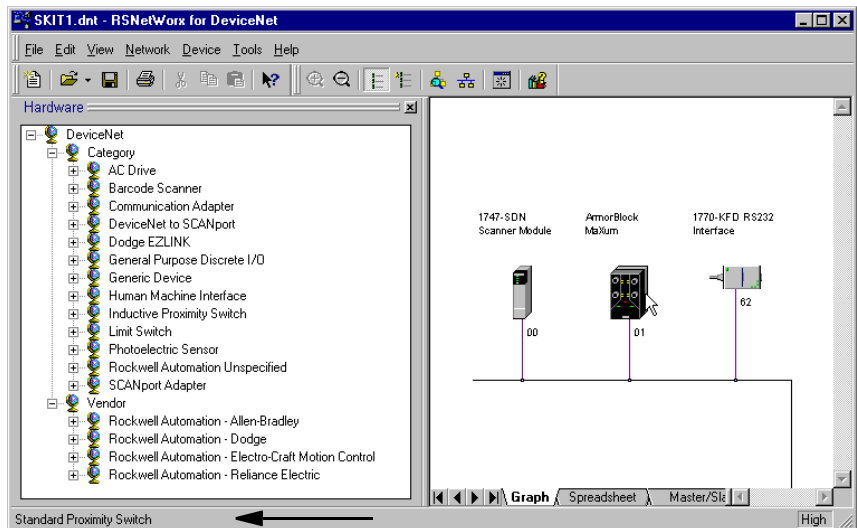 SKIT1.dnt - RSNetWorx for DeviceNet
File Edit View Network Device Tools Help
Hardware
DeviceNet
Category
AC Drive
Barcode Scanner
Communication Adapter
DeviceNet to SCANport
Dodge EZLINK
General Purpose Discrete I/O
Generic Device
Human Machine Interface
Inductive Proximity Switch
Limit Switch
Photoelectric Sensor
Rockwell Automation Unspecified
SCANport Adapter
Vendor
Rockwell Automation - Allen-Bradley
Rockwell Automation - Dodge
Rockwell Automation - Electro-Craft Motion Control
Rockwell Automation - Reliance Electric
1747-SDN
Scanner Module
ArmorBlock
MaXum
1770-KFD RS232
Interface
00
01
62
Graph Spreadsheet Master/Sla
Standard Proximity Switch
High